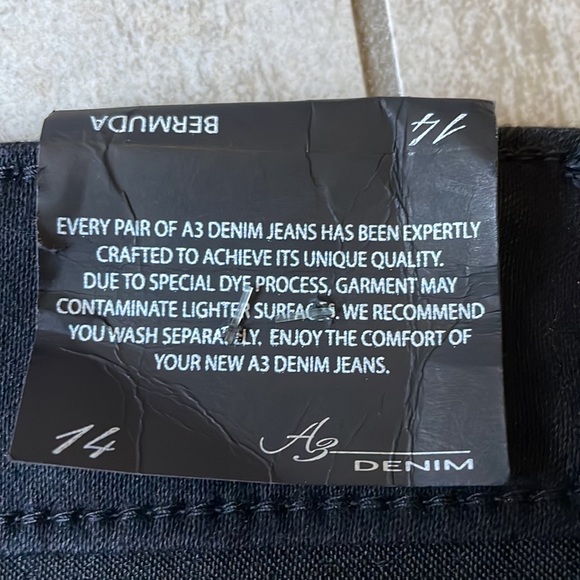 BERMUDA
14
EVERY PAIR OF A3 DENIM JEANS HAS BEEN EXPERTLY
CRAFTED TO ACHIEVE ITS UNIQUE QUALITY.
DUE TO SPECIAL DYE PROCESS, GARMENT MAY
CONTAMINATE LIGHTER SURFACES. WE RECOMMEND
YOU WASH SEPARATELY. ENJOY THE COMFORT OF
YOUR NEW A3 DENIM JEANS.
14
A3
DENIM